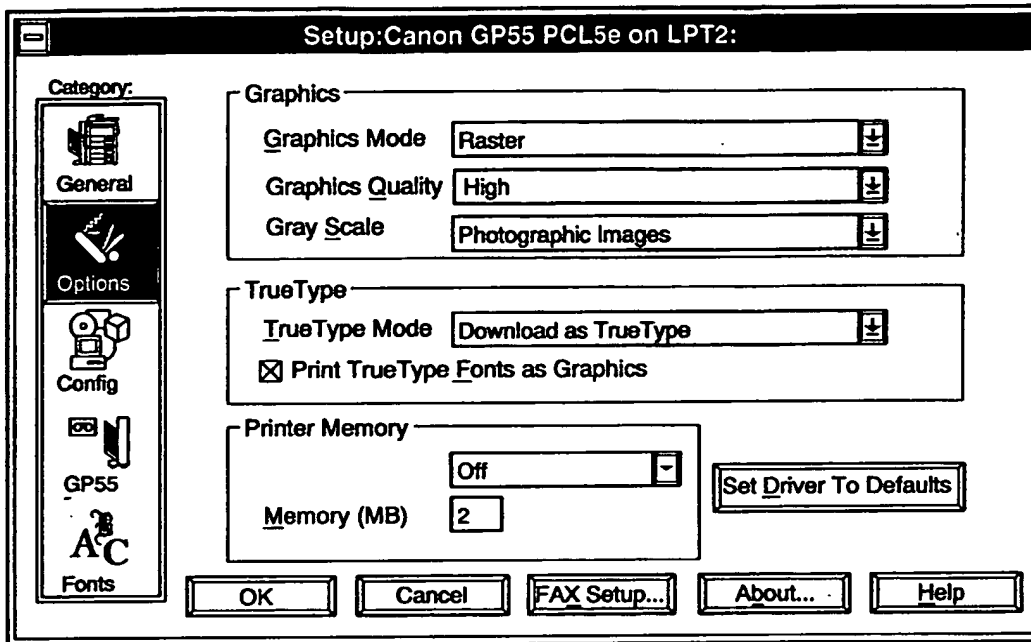 Setup:Canon GP55 PCL5e on LPT2:
Category:
General
Options
Config
GP55
Fonts
Graphics
Graphics Mode Raster
Graphics Quality High
Gray Scale Photographic Images
TrueType
TrueType Mode Download as TrueType
Print TrueType Fonts as Graphics
Printer Memory
Off
Memory (MB) 2
Set Driver To Defaults
OK Cancel FAX Setup... About... Help